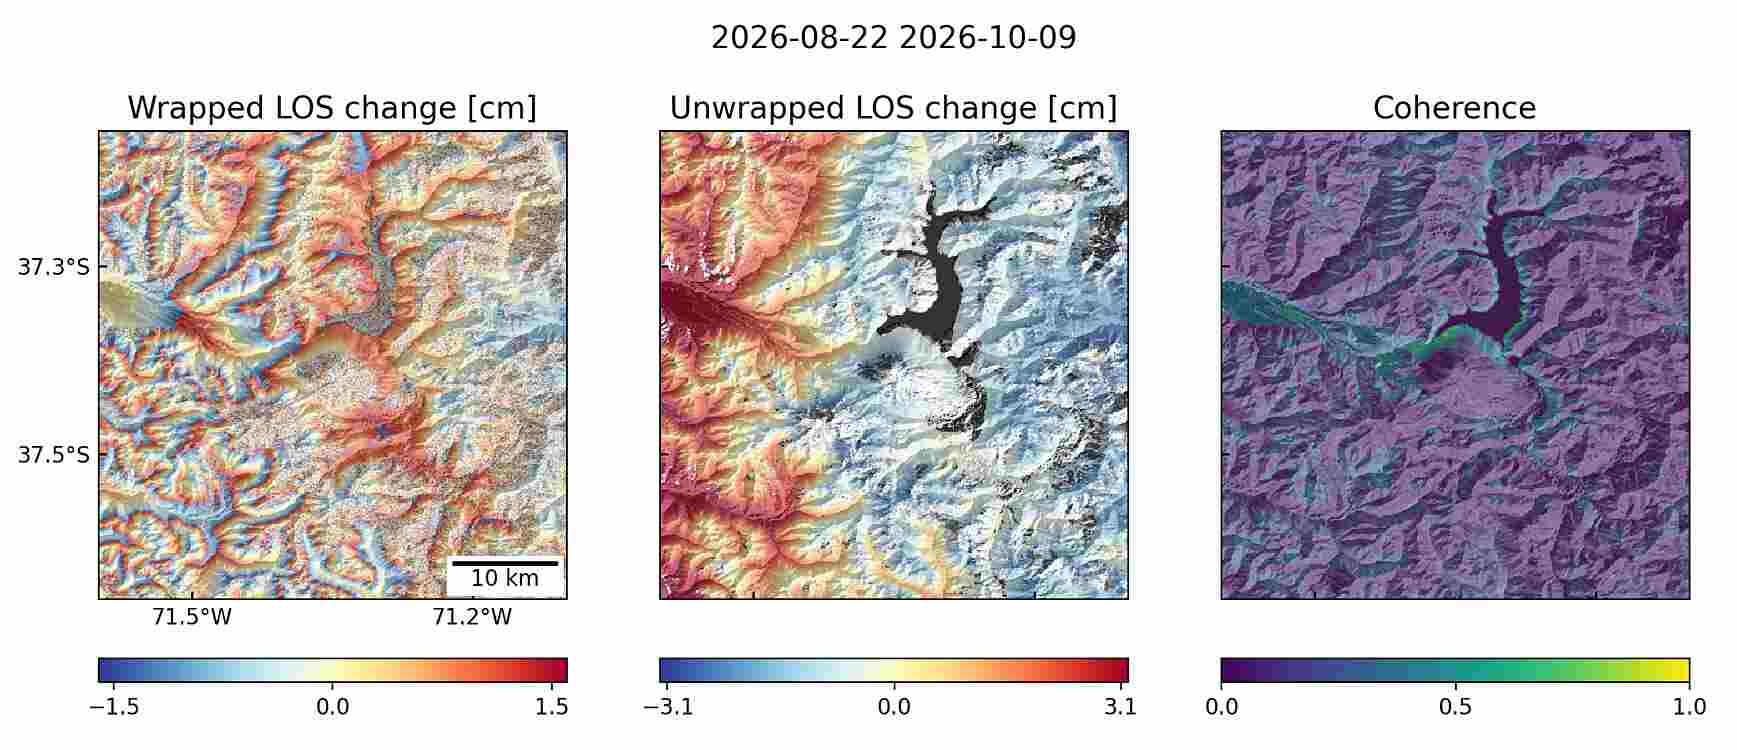 2026-08-22 2026-10-09
Wrapped LOS change [cm]
Unwrapped LOS change [cm]
Coherence
37.3°S
37.5°S
10 km
71.5°W
71.2°W
−1.5
0.0
1.5
−3.1
0.0
3.1
0.0
0.5
1.0